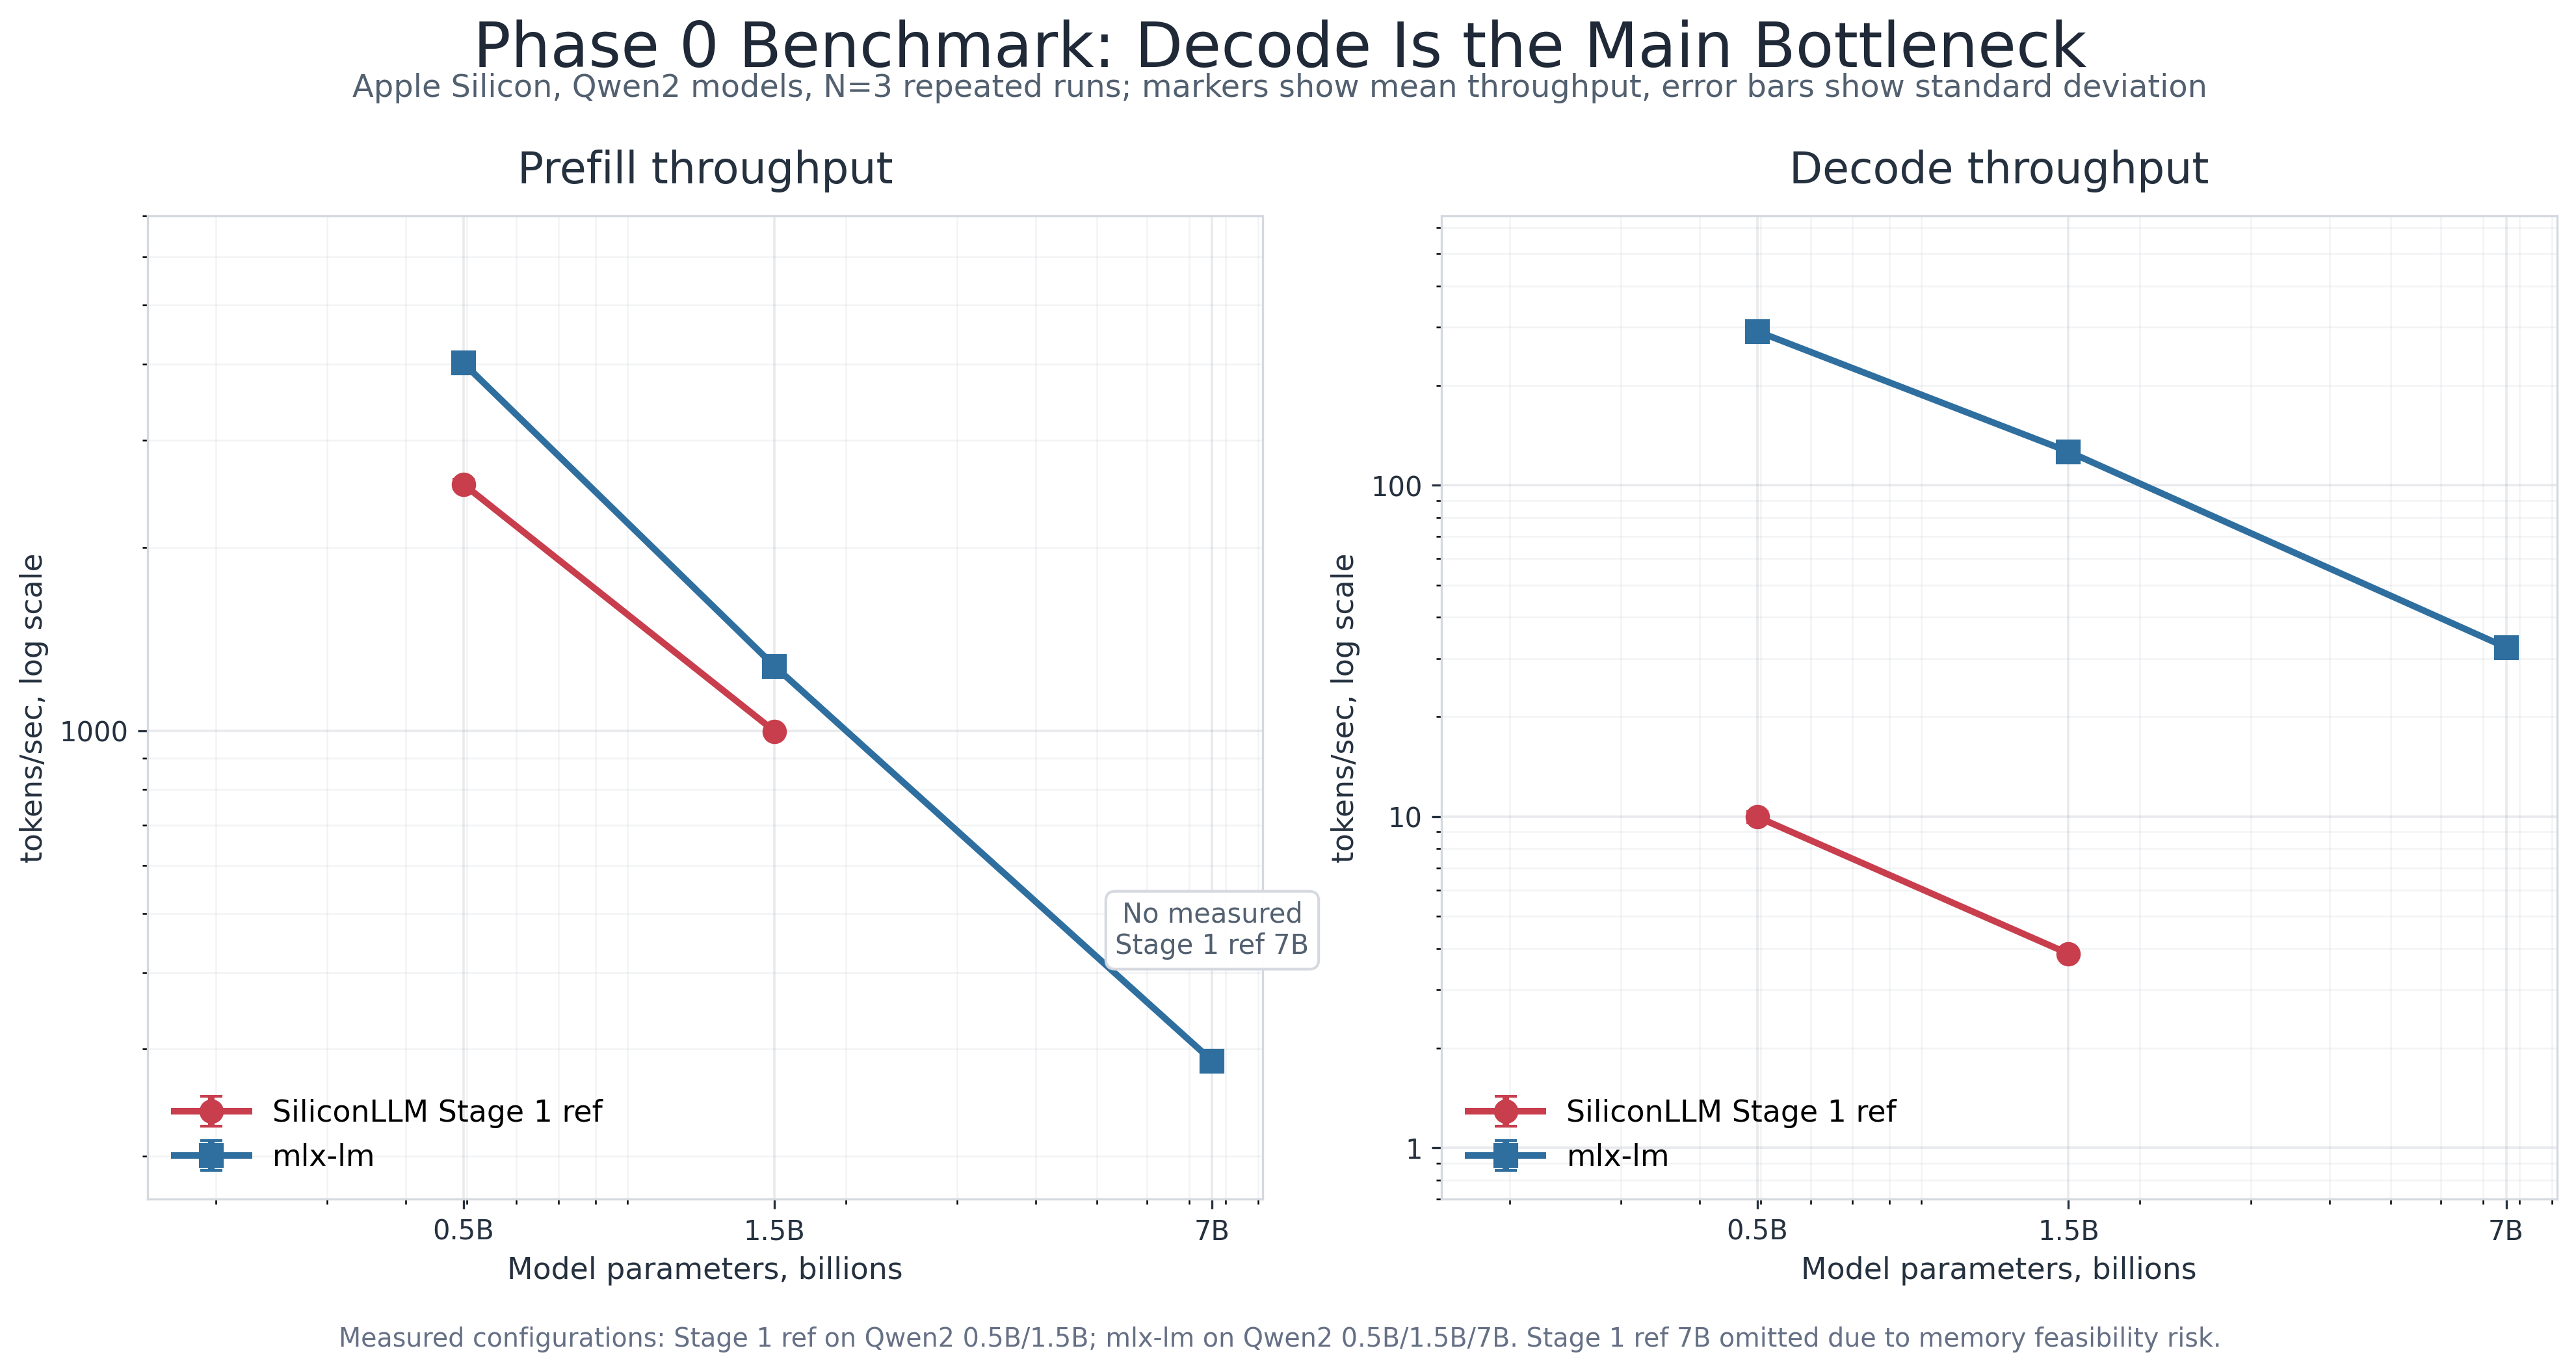 Phase 0 Benchmark: Decode Is the Main Bottleneck
Apple Silicon, Qwen2 models, N=3 repeated runs; markers show mean throughput, error bars show standard deviation
Prefill throughput
tokens/sec, log scale
1000
No measured
Stage 1 ref 7B
SiliconLLM Stage 1 ref
mlx-lm
0.5B
1.5B
7B
Model parameters, billions
Decode throughput
tokens/sec, log scale
100
10
1
SiliconLLM Stage 1 ref
mlx-lm
0.5B
1.5B
7B
Model parameters, billions
Measured configurations: Stage 1 ref on Qwen2 0.5B/1.5B; mlx-lm on Qwen2 0.5B/1.5B/7B. Stage 1 ref 7B omitted due to memory feasibility risk.